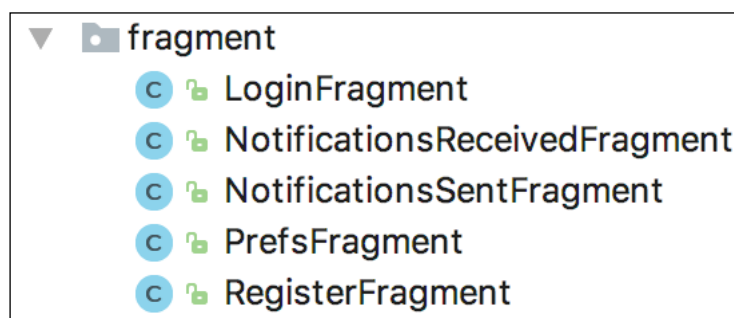 fragment
C LoginFragment
C NotificationsReceivedFragment
C NotificationsSentFragment
C PrefsFragment
C RegisterFragment